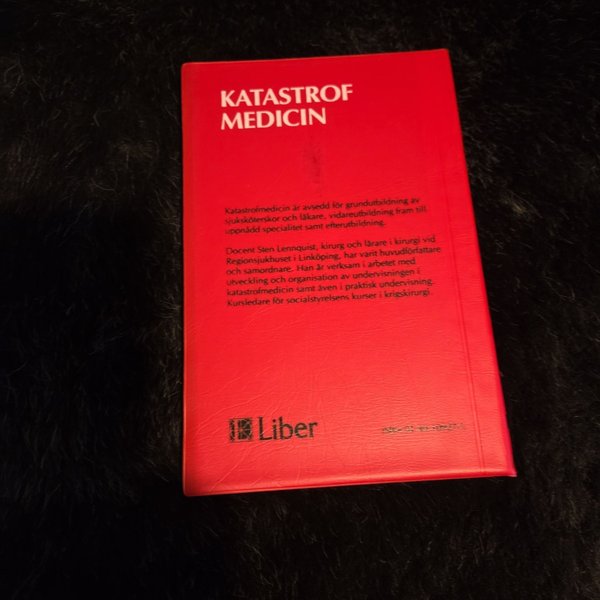 KATASTROF
MEDICIN
Katastrofmedicin är avsedd för grundutbildning av
sjuksköterskor och läkare, vidareutbildning fram till
uppnådd specialitet samt efterutbildning.
Docent Sten Lennquist, kirurg och lärare i kirurgi vid
Regionsjukhuset i Linköping, har varit huvudförfattare
och samordnare. Han är verksam i arbetet med
utveckling och organisation av undervisningen i
katastrofmedicin samt även i praktisk undervisning.
Kursledare för socialstyrelsens kurser i krigskirurgi.
Liber